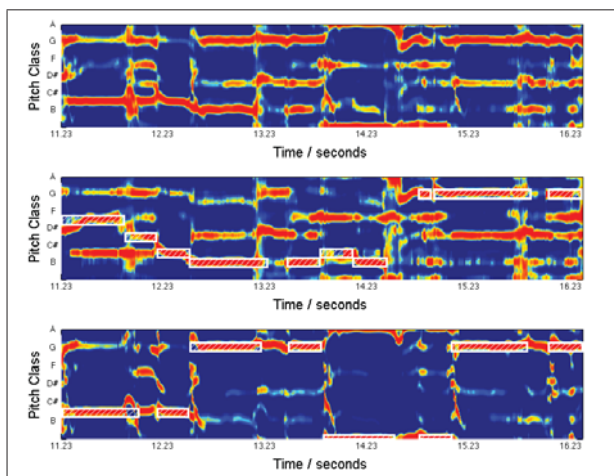 Pitch Class
A
G
F
D#
C#
B
11.23 12.23 13.23 14.23 15.23 16.23
Time / seconds
Pitch Class
A
G
F
D#
C#
B
11.23 12.23 13.23 14.23 15.23 16.23
Time / seconds
Pitch Class
A
G
F
D#
C#
B
11.23 12.23 13.23 14.23 15.23 16.23
Time / seconds